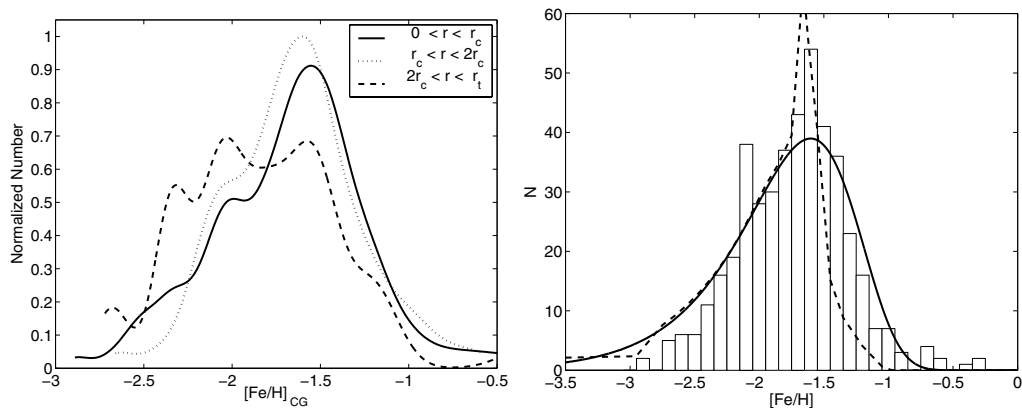 0 < r < r_c
r_c < r < 2r_c
2r_c < r < r_t
1
0.9
0.8
0.7
0.6
0.5
0.4
0.3
0.2
0.1
0
Normalized Number
−3 −2.5 −2 −1.5 −1 −0.5
[Fe/H]_CG
60
50
40
30
20
10
0
N
−3.5 −3 −2.5 −2 −1.5 −1 −0.5 0
[Fe/H]